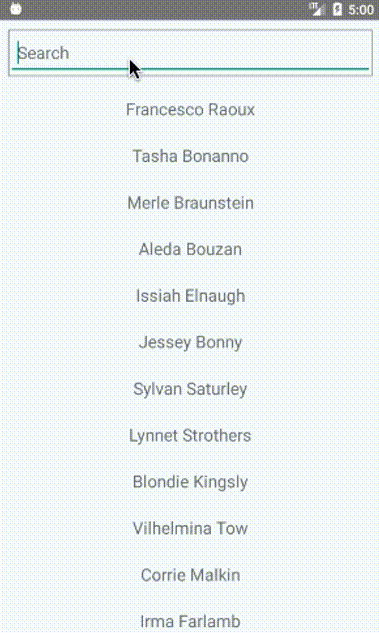 5:00
Search
Francesco Raoux
Tasha Bonanno
Merle Braunstein
Aleda Bouzan
Issiah Elnaugh
Jessey Bonny
Sylvan Saturley
Lynnet Strothers
Blondie Kingsly
Vilhelmina Tow
Corrie Malkin
Irma Farlamb